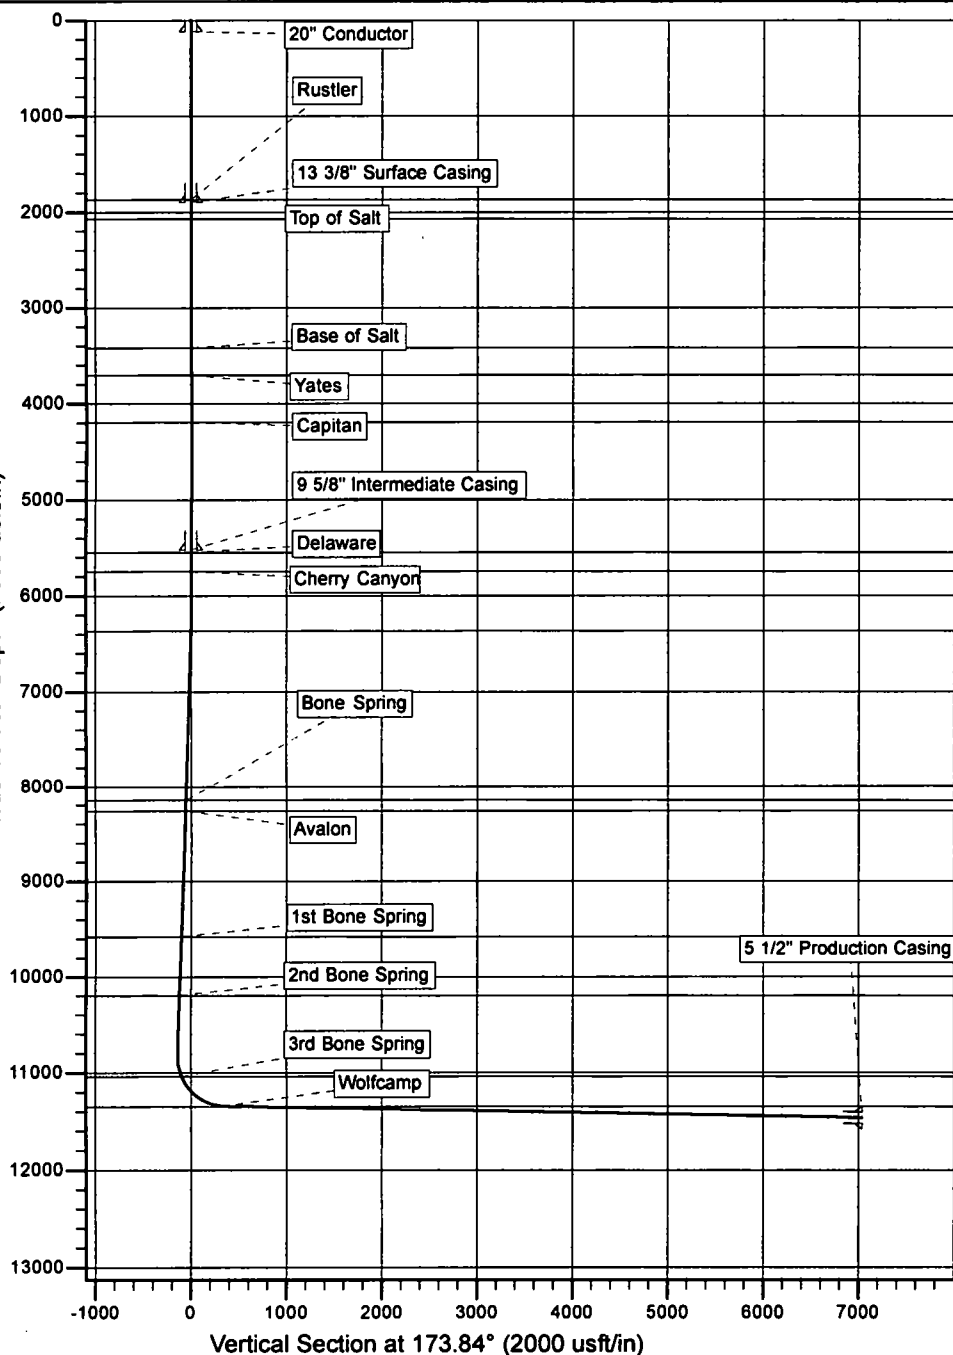 0
20" Conductor
Rustler
1000
13 3/8" Surface Casing
2000
Top of Salt
3000
Base of Salt
Yates
4000
Capitan
9 5/8" Intermediate Casing
5000
Delaware
Cherry Canyon
6000
7000
Bone Spring
8000
Avalon
9000
1st Bone Spring
5 1/2" Production Casing
10000
2nd Bone Spring
3rd Bone Spring
11000
Wolfcamp
12000
13000
-1000 0 1000 2000 3000 4000 5000 6000 7000
Vertical Section at 173.84° (2000 usft/in)